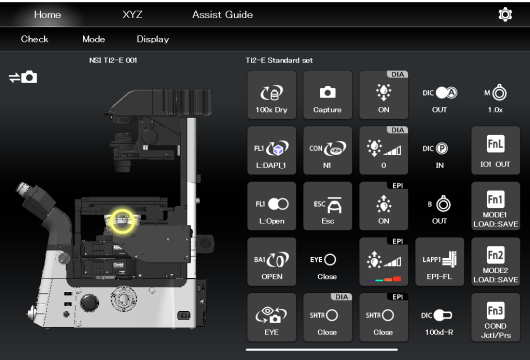 Home XYZ Assist Guide
Check Mode Display
NSI Ti2-E 001
Ti2-E Standard set
100x Dry
Capture
DIA
ON
DIC A
OUT
M
1.0x
FL1
L:DAPI_1
CON
N1
DIA
0
DIC P
IN
FnL
IO1 OUT
FL1
L:Open
ESC
Esc
EPI
ON
B
OUT
Fn1
MODE1
LOAD::SAVE
BA1
OPEN
EYE
Close
EPI
LAPP1
EPI-FL
Fn2
MODE2
LOAD::SAVE
EYE
DIA
SHTR
Close
EPI
SHTR
Close
DIC
100xI-R
Fn3
COND
Jctl/Prs